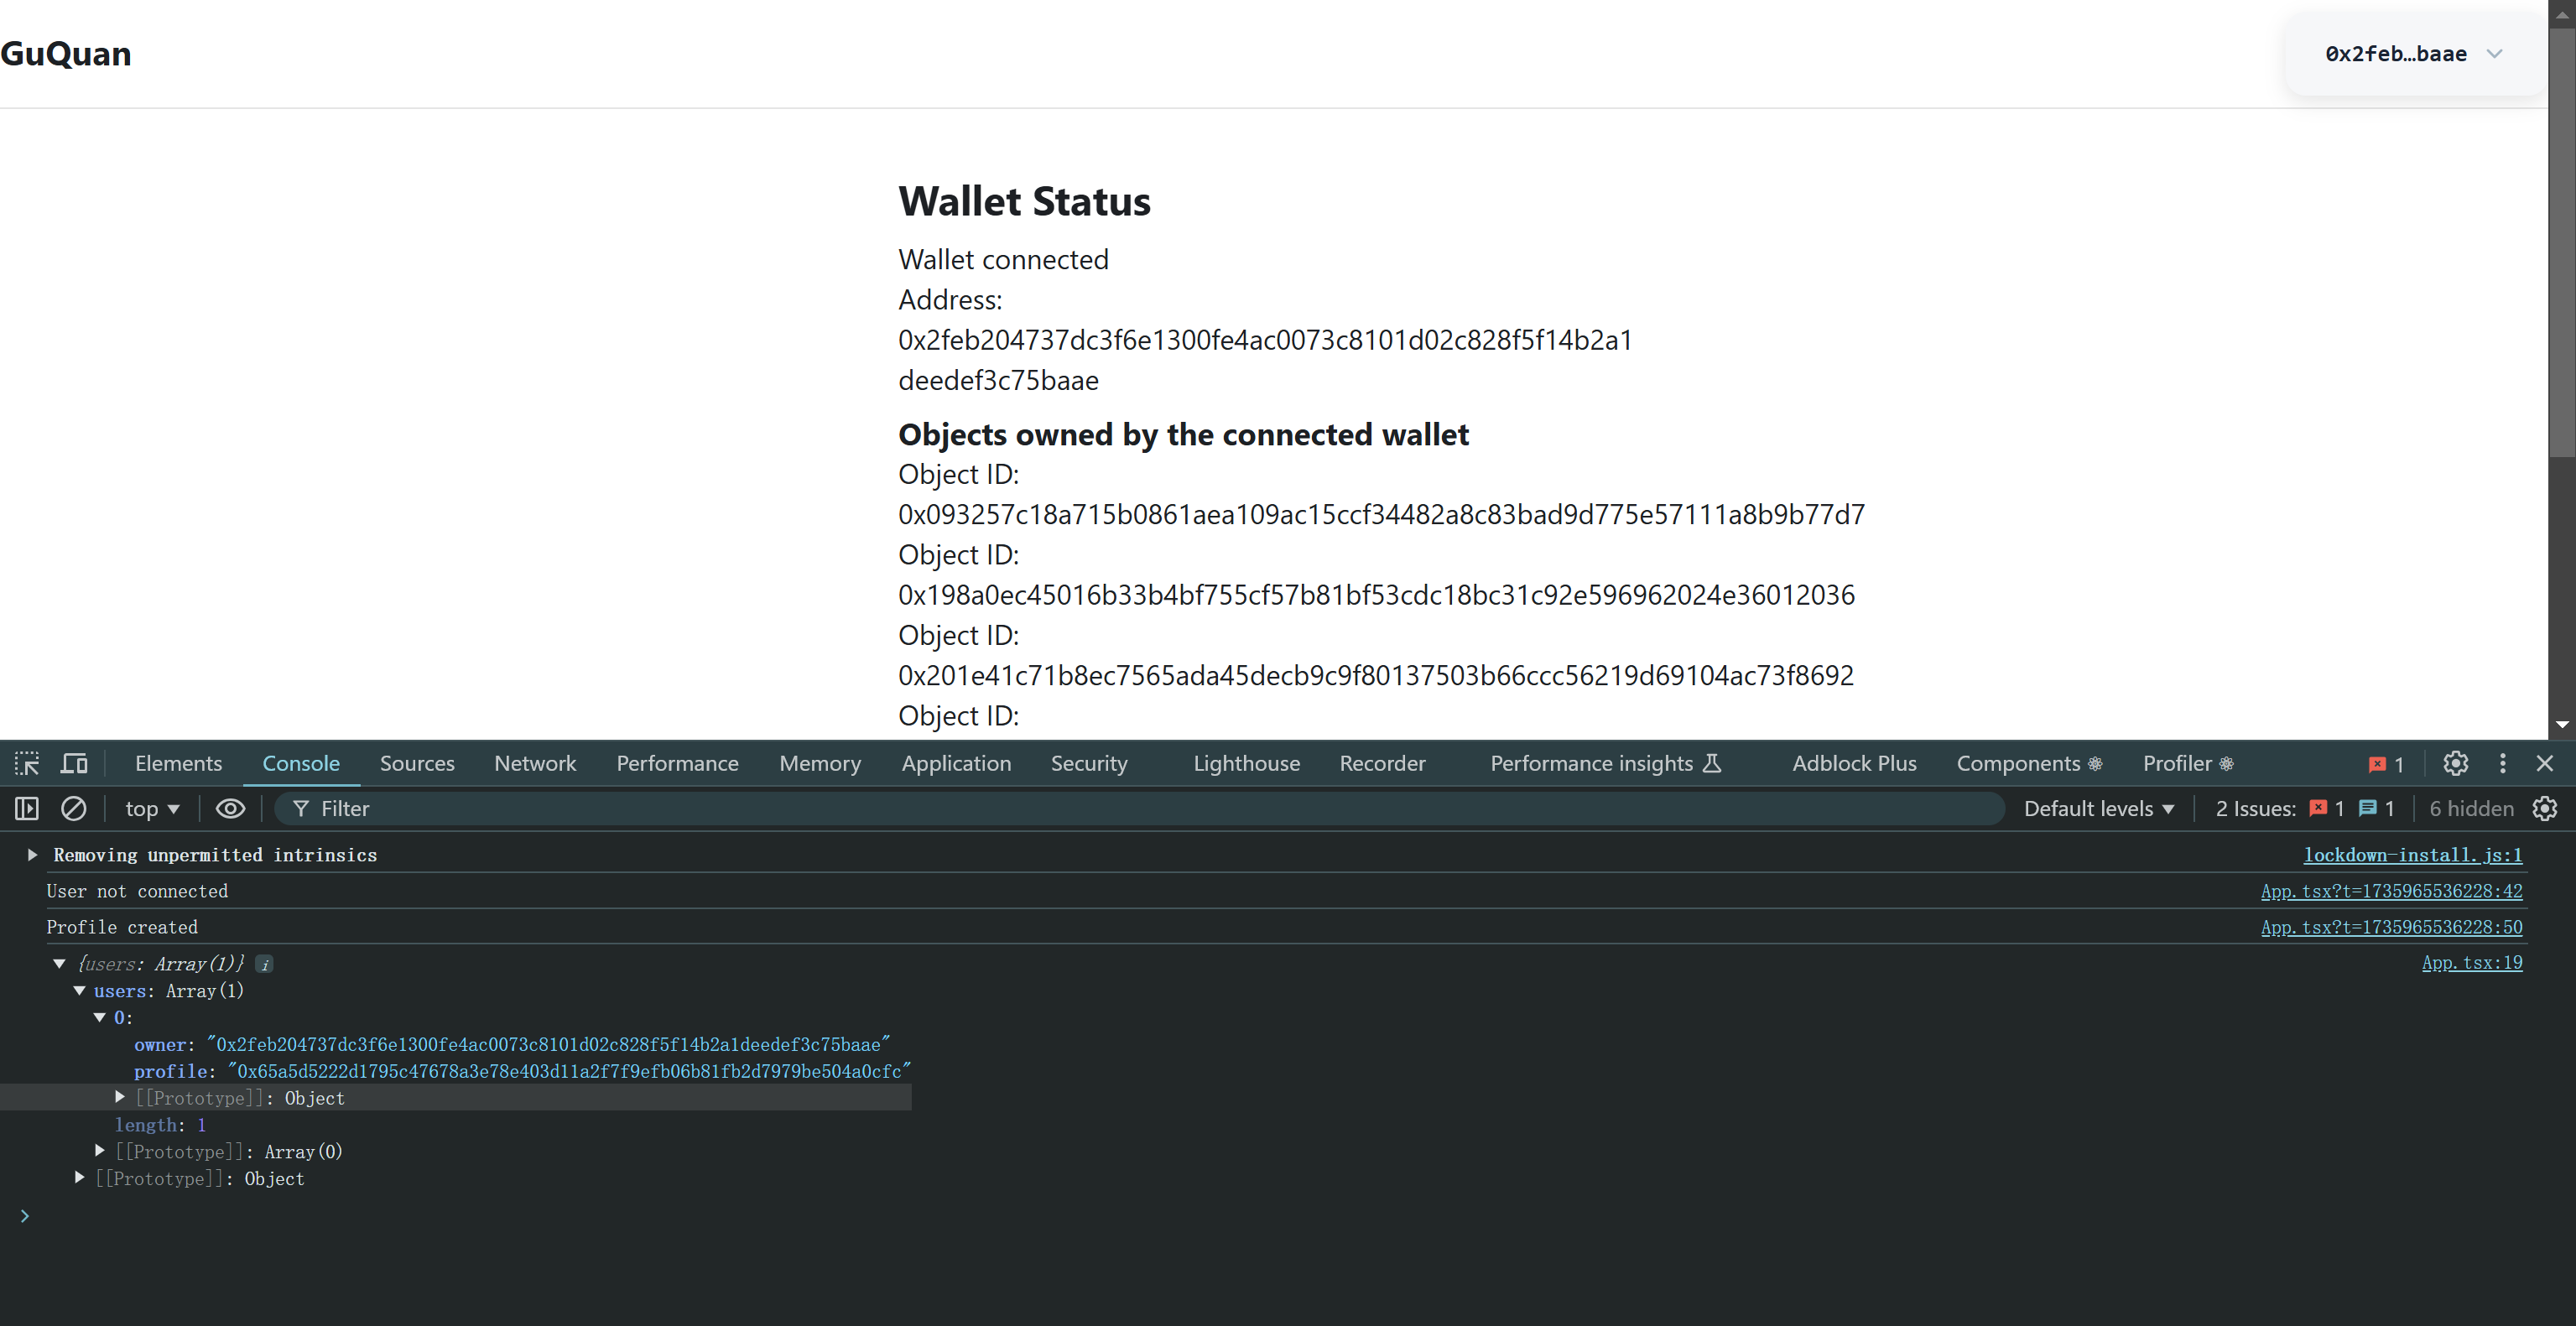 GuQuan
0x2feb…baae
Wallet Status
Wallet connected
Address:
0x2feb204737dc3f6e1300fe4ac0073c8101d02c828f5f14b2a1
deedef3c75baae
Objects owned by the connected wallet
Object ID:
0x093257c18a715b0861aea109ac15ccf34482a8c83bad9d775e57111a8b9b77d7
Object ID:
0x198a0ec45016b33b4bf755cf57b81bf53cdc18bc31c92e596962024e36012036
Object ID:
0x201e41c71b8ec7565ada45decb9c9f80137503b66ccc56219d69104ac73f8692
Object ID:
Elements Console Sources Network Performance Memory Application Security Lighthouse Recorder Performance insights Adblock Plus Components Profiler 1
top Filter Default levels 2 Issues: 1 1 6 hidden
Removing unpermitted intrinsics lockdown-install.js:1
User not connected App.tsx?t=1735965536228:42
Profile created App.tsx?t=1735965536228:50
{users: Array(1)} i App.tsx:19
users: Array(1)
0:
owner: "0x2feb204737dc3f6e1300fe4ac0073c8101d02c828f5f14b2a1deedef3c75baae"
profile: "0x65a5d5222d1795c47678a3e78e403d11a2f7f9efb06b81fb2d7979be504a0cfc"
[[Prototype]]: Object
length: 1
[[Prototype]]: Array(0)
[[Prototype]]: Object